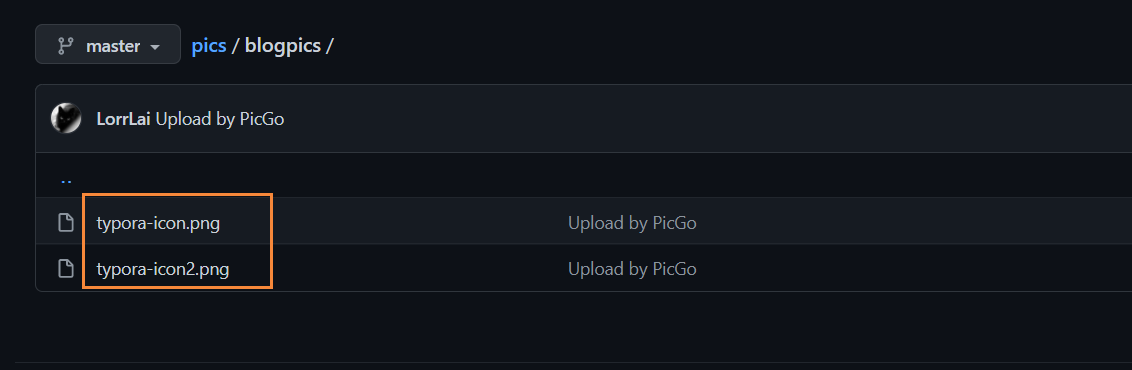 master pics / blogpics /
LorrLai Upload by PicGo
..
typora-icon.png Upload by PicGo
typora-icon2.png Upload by PicGo